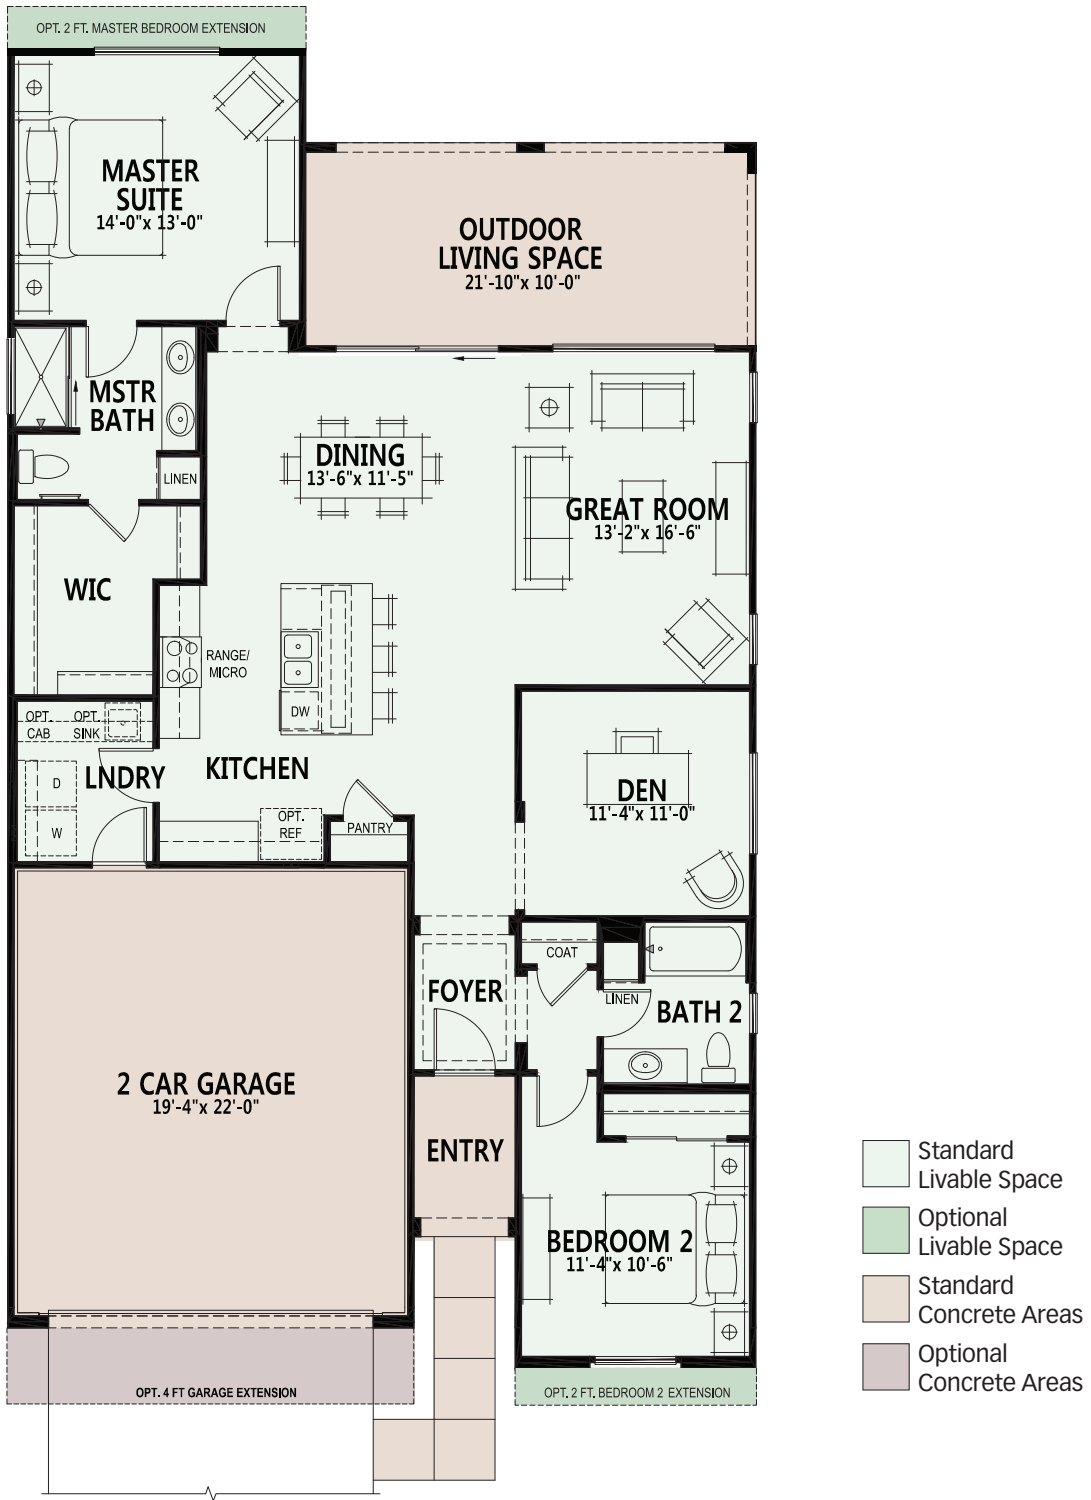 OPT. 2 FT. MASTER BEDROOM EXTENSION
MASTER
SUITE
14'-0"x 13'-0"
OUTDOOR
LIVING SPACE
21'-10"x 10'-0"
MSTR
BATH
LINEN
DINING
13'-6"x 11'-5"
GREAT ROOM
13'-2"x 16'-6"
WIC
RANGE/
MICRO
DW
OPT.
CAB
OPT.
SINK
LNDRY
D
W
KITCHEN
OPT.
REF
PANTRY
DEN
11'-4"x 11'-0"
COAT
FOYER
LINEN
BATH 2
2 CAR GARAGE
19'-4"x 22'-0"
ENTRY
BEDROOM 2
11'-4"x 10'-6"
OPT. 4 FT GARAGE EXTENSION
OPT. 2 FT. BEDROOM 2 EXTENSION
Standard
Livable Space
Optional
Livable Space
Standard
Concrete Areas
Optional
Concrete Areas